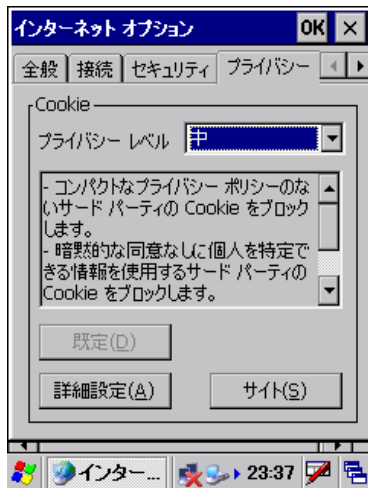 インターネット オプション OK ×
全般 接続 セキュリティ プライバシー
Cookie
プライバシー レベル 中
- コンパクトなプライバシー ポリシーのな
いサード パーティの Cookie をブロック
します。
- 暗黙的な同意なしに個人を特定で
きる情報を使用するサード パーティの
Cookie をブロックします。
既定(D)
詳細設定(A) サイト(S)
インター... 23:37